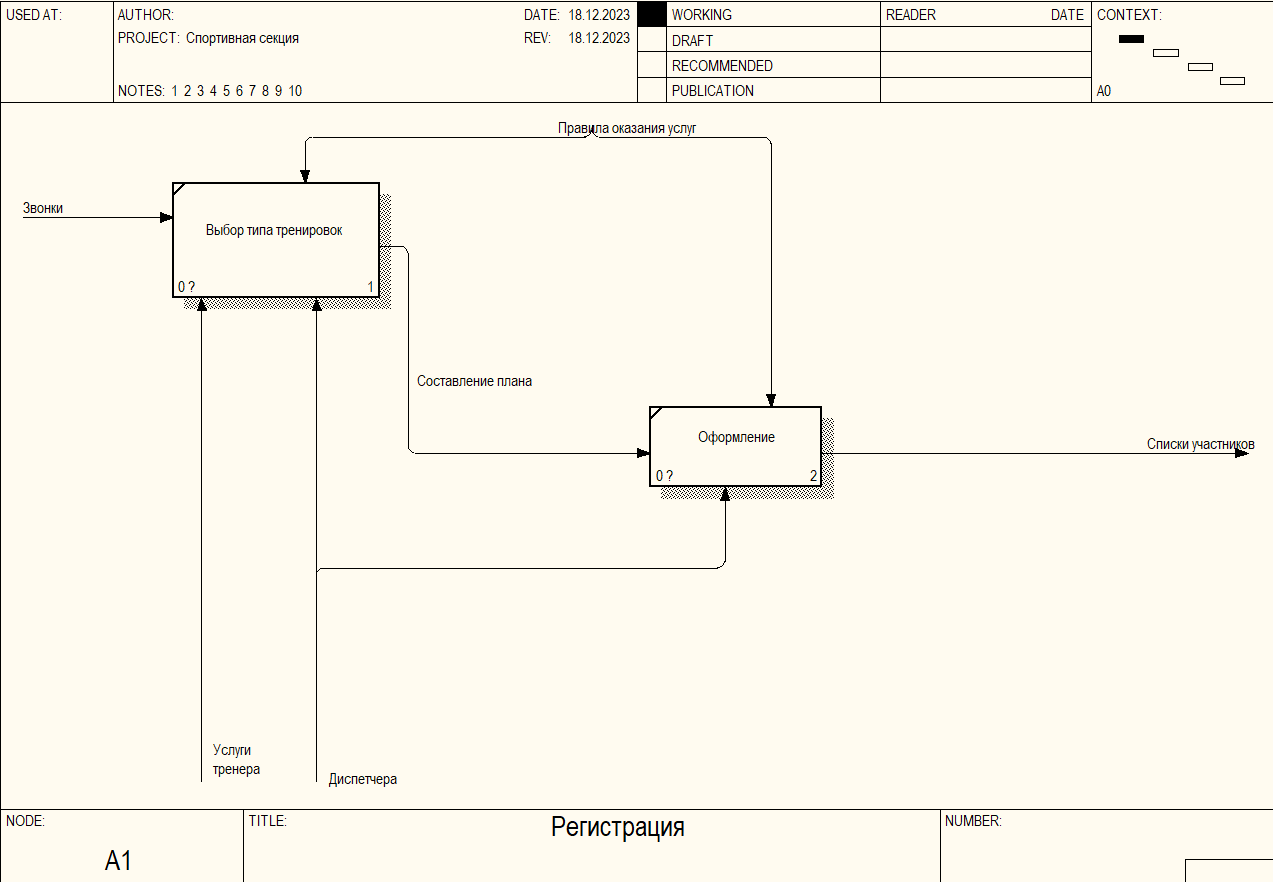 USED AT:
AUTHOR:
DATE: 18.12.2023
PROJECT: Спортивная секция
REV: 18.12.2023
NOTES: 1 2 3 4 5 6 7 8 9 10
WORKING
DRAFT
RECOMMENDED
PUBLICATION
READER
DATE
CONTEXT:
A0
Правила оказания услуг
Звонки
Выбор типа тренировок
0 ?
1
Составление плана
Оформление
0 ?
2
Списки участников
Услуги
тренера
Диспетчера
NODE:
A1
TITLE:
Регистрация
NUMBER: